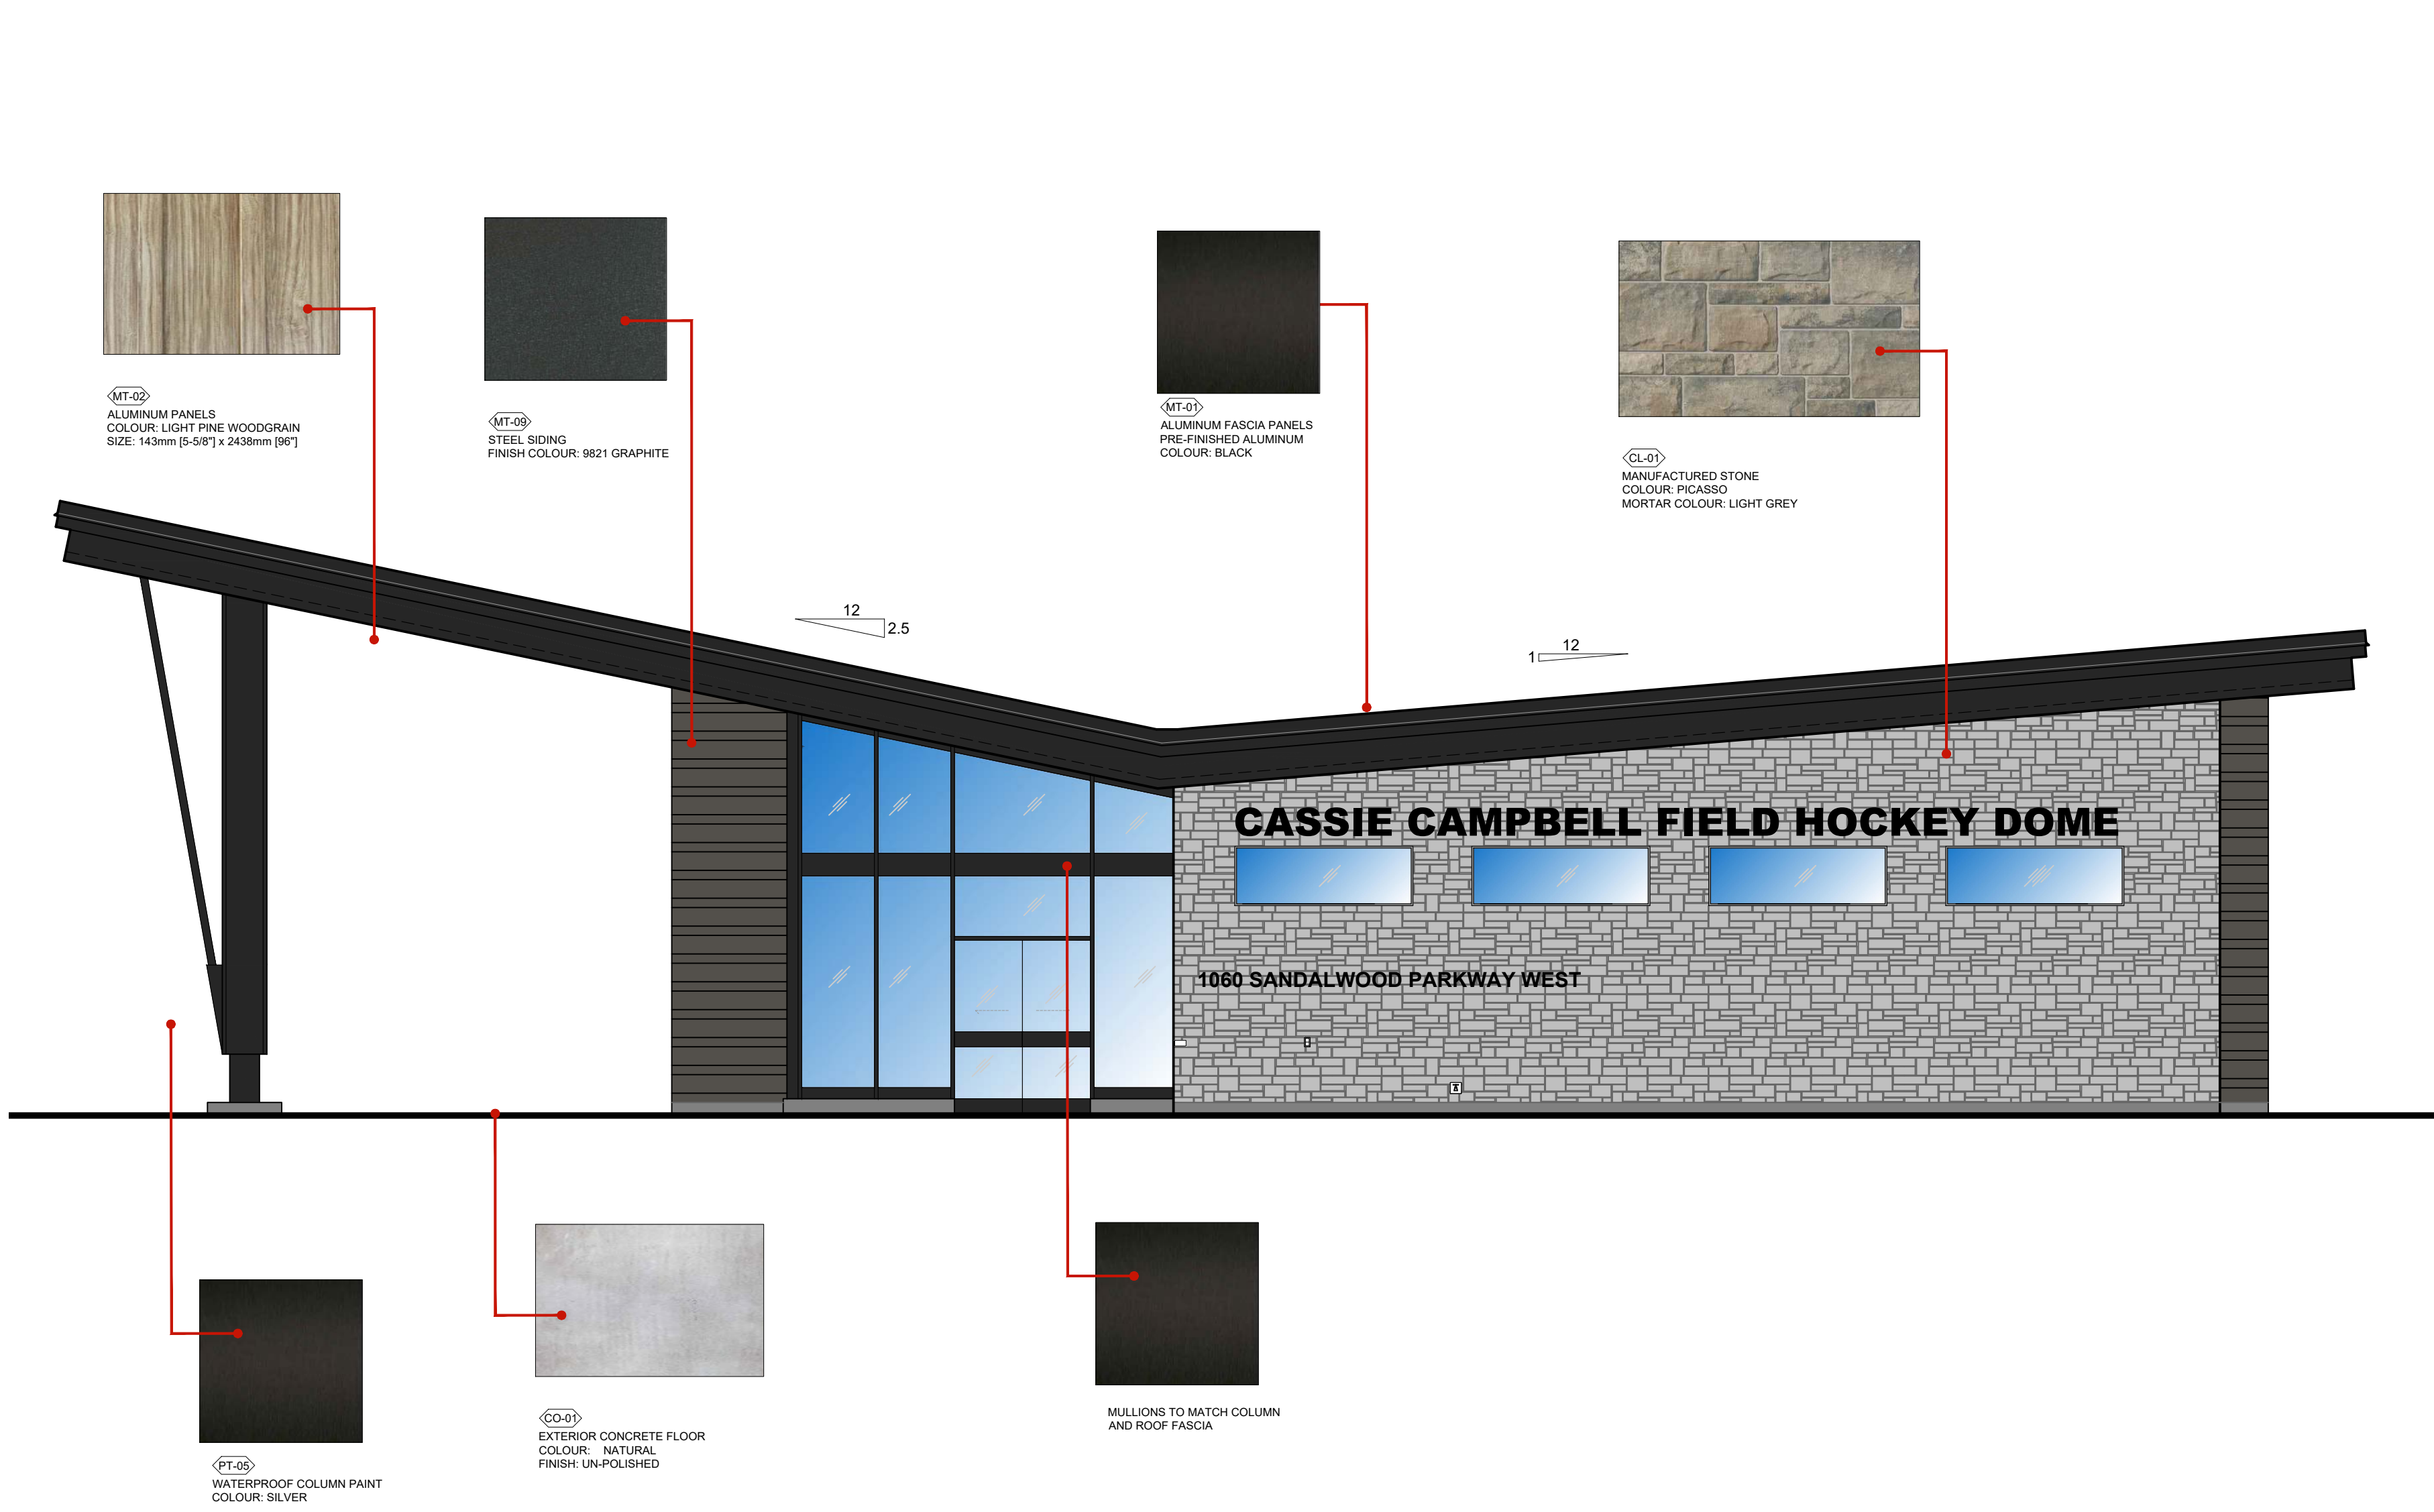 MT-02
ALUMINUM PANELS
COLOUR: LIGHT PINE WOODGRAIN
SIZE: 143mm [5-5/8"] x 2438mm [96"]
MT-09
STEEL SIDING
FINISH COLOUR: 9821 GRAPHITE
MT-01
ALUMINUM FASCIA PANELS
PRE-FINISHED ALUMINUM
COLOUR: BLACK
CL-01
MANUFACTURED STONE
COLOUR: PICASSO
MORTAR COLOUR: LIGHT GREY
12
2.5
12
1
CASSIE CAMPBELL FIELD HOCKEY DOME
1060 SANDALWOOD PARKWAY WEST
PT-05
WATERPROOF COLUMN PAINT
COLOUR: SILVER
CO-01
EXTERIOR CONCRETE FLOOR
COLOUR: NATURAL
FINISH: UN-POLISHED
MULLIONS TO MATCH COLUMN
AND ROOF FASCIA